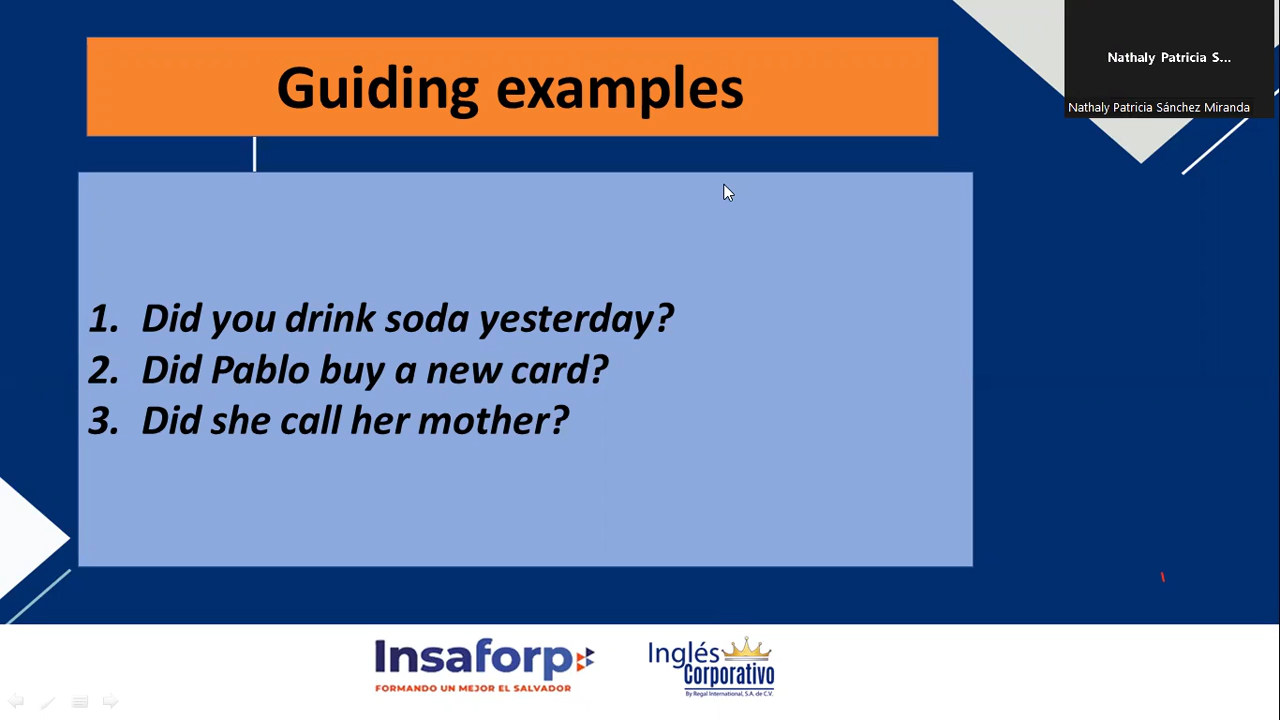 Guiding examples
Nathaly Patricia S...
Nathaly Patricia Sánchez Miranda
1. Did you drink soda yesterday?
2. Did Pablo buy a new card?
3. Did she call her mother?
Insaforp
FORMANDO UN MEJOR EL SALVADOR
Inglés
Corporativo
By Regal International, S.A. de C.V.